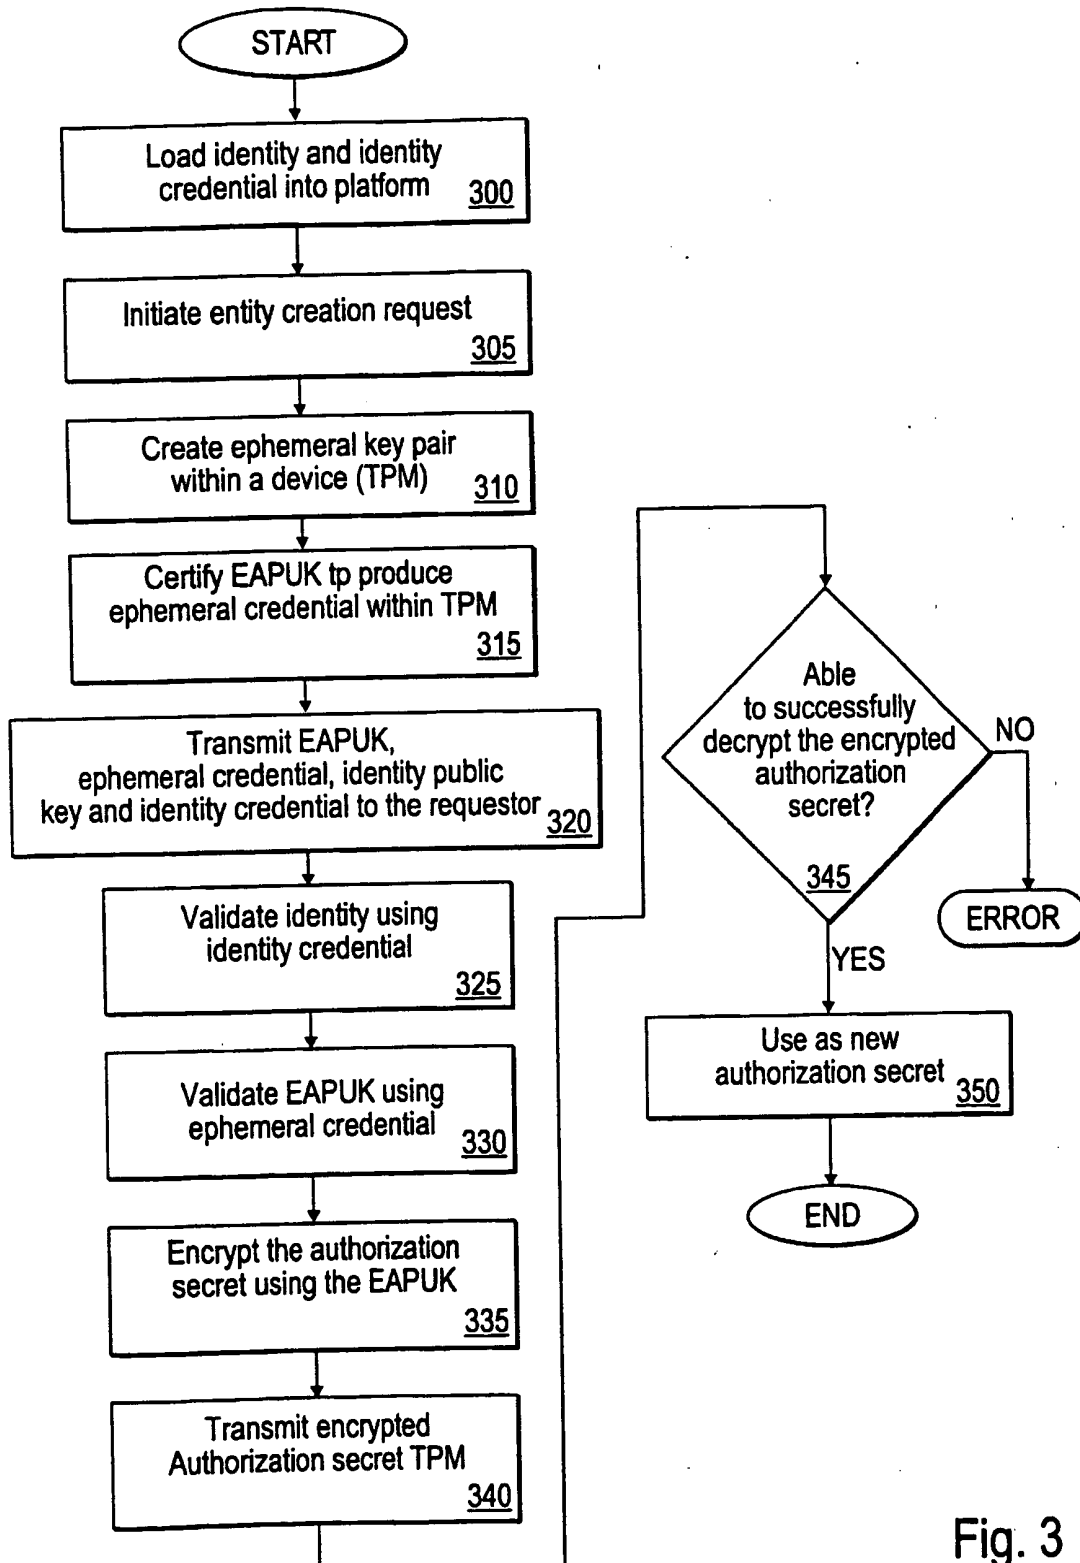 START
Load identity and identity
credential into platform
300
Initiate entity creation request
305
Create ephemeral key pair
within a device (TPM)
310
Certify EAPUK tp produce
ephemeral credential within TPM
315
Transmit EAPUK,
ephemeral credential, identity public
key and identity credential to the requestor
320
Validate identity using
identity credential
325
Validate EAPUK using
ephemeral credential
330
Encrypt the authorization
secret using the EAPUK
335
Transmit encrypted
Authorization secret TPM
340
Able
to successfully
decrypt the encrypted
authorization
secret?
345
NO
ERROR
YES
Use as new
authorization secret
350
END
Fig. 3